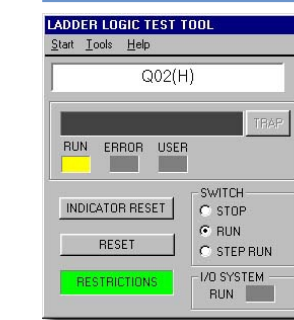 LADDER LOGIC TEST TOOL
Start Tools Help
Q02(H)
TRAP
RUN ERROR USER
INDICATOR RESET
RESET
RESTRICTIONS
SWITCH
STOP
RUN
STEP RUN
I/O SYSTEM
RUN